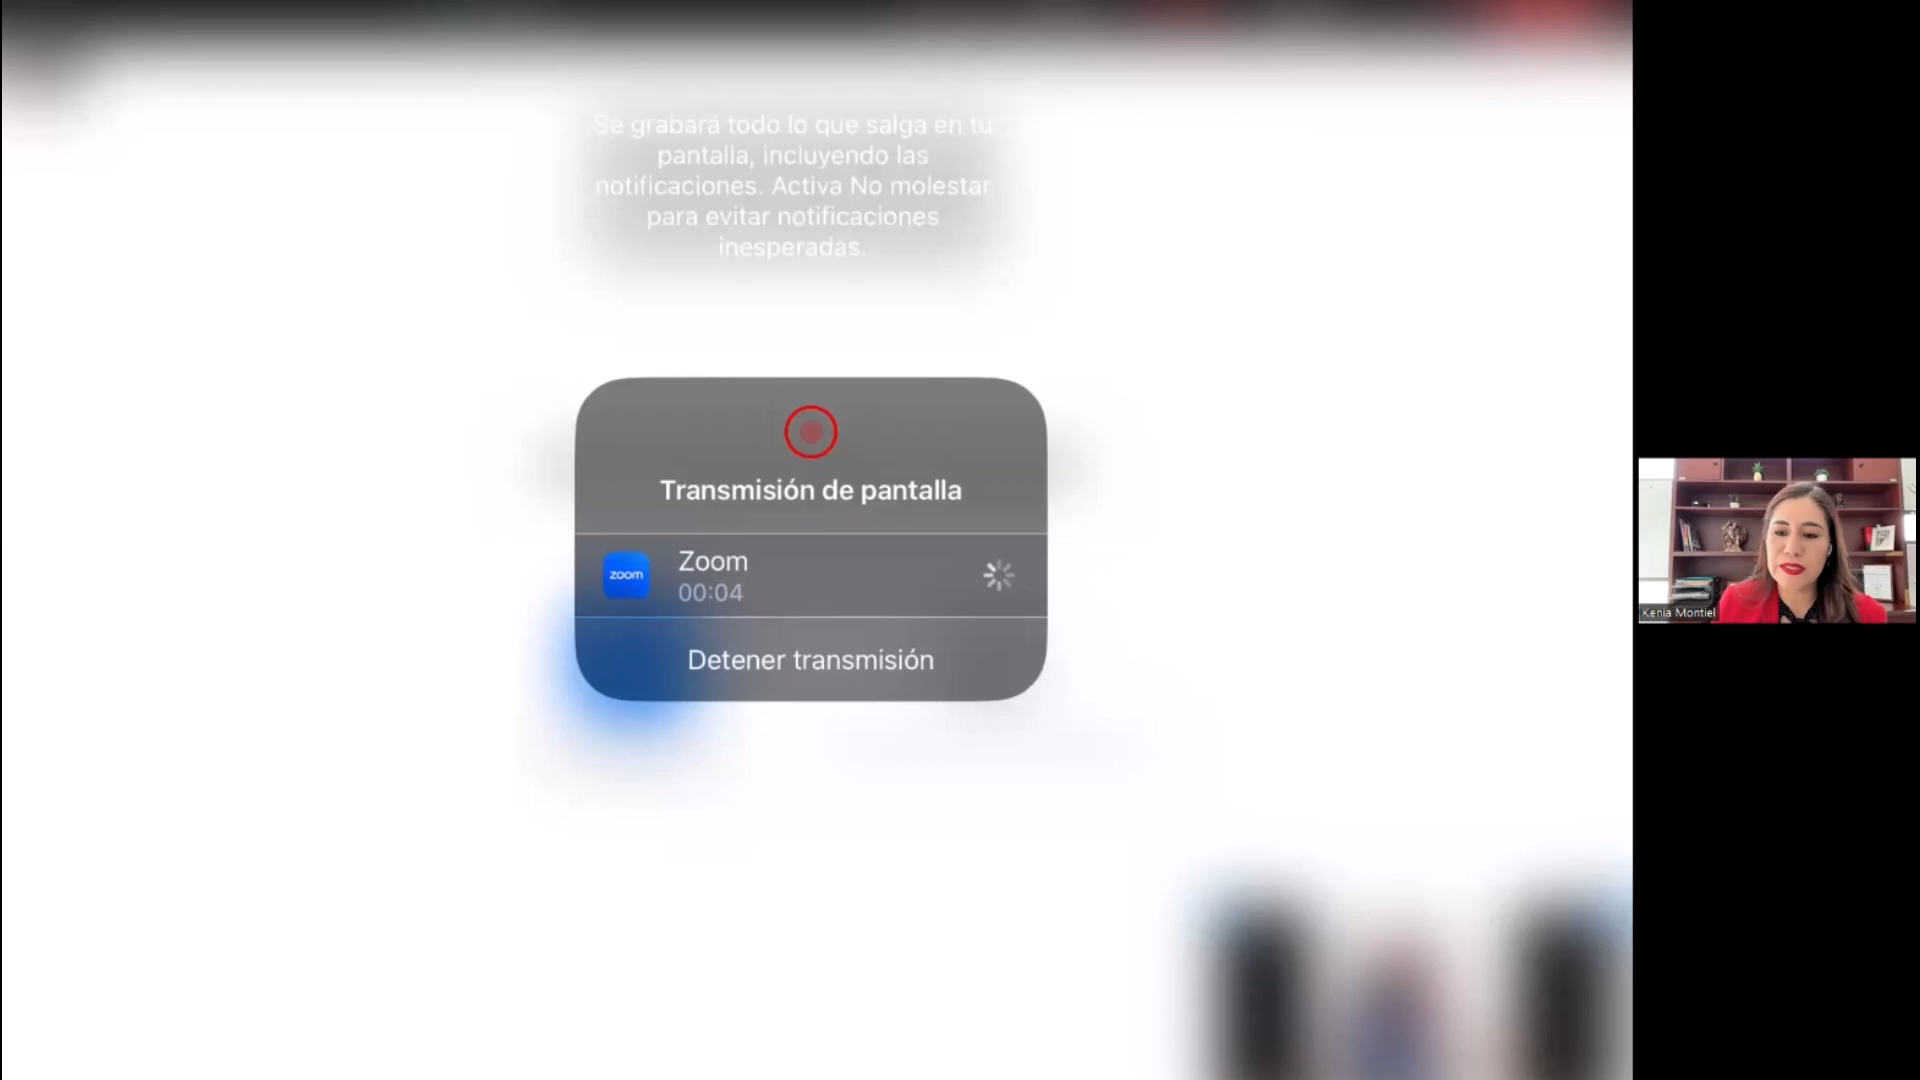 Se grabará todo lo que salga en tu
pantalla, incluyendo las
notificaciones. Activa No molestar
para evitar notificaciones
inesperadas.
Transmisión de pantalla
zoom
Zoom
00:04
Detener transmisión
Kenia Montiel